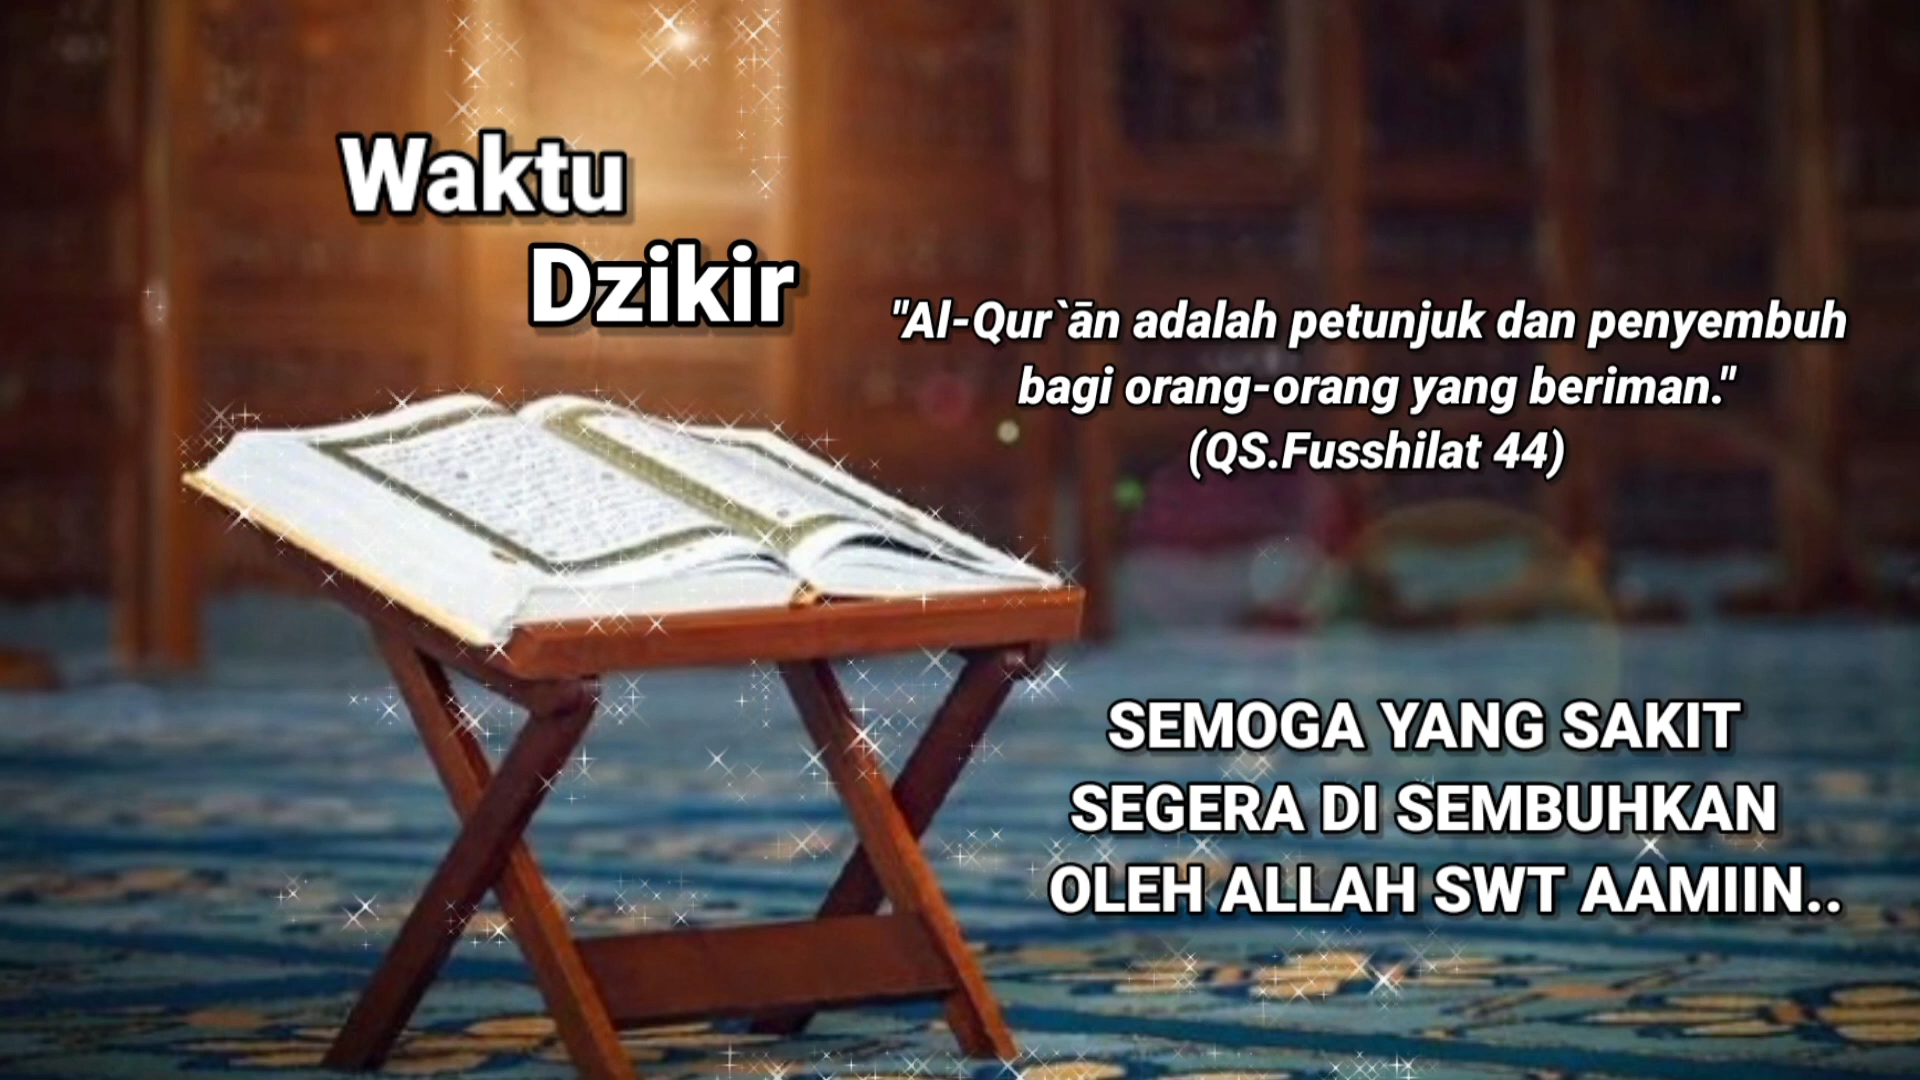 Waktu
Dzikir
"Al-Qur`ān adalah petunjuk dan penyembuh
bagi orang-orang yang beriman."
(QS.Fusshilat 44)
SEMOGA YANG SAKIT
SEGERA DI SEMBUHKAN
OLEH ALLAH SWT AAMIIN..